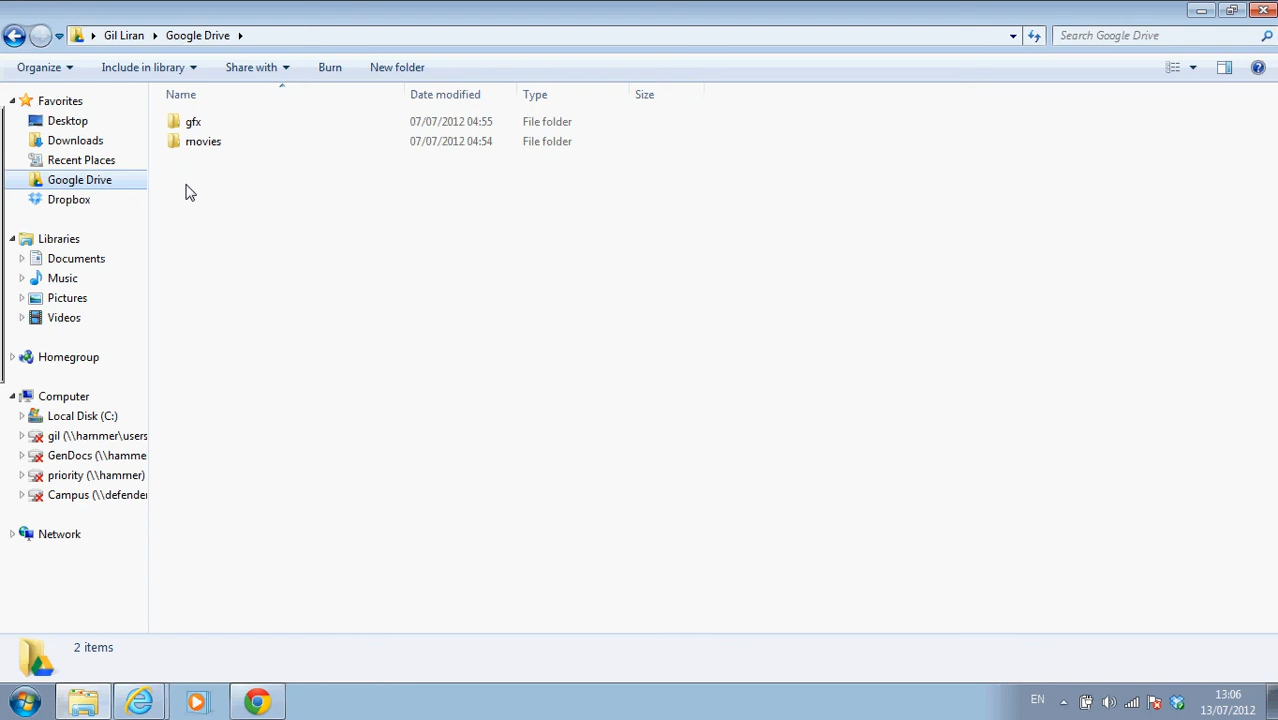 Gil Liran Google Drive
Search Google Drive
Organize Include in library Share with Burn New folder
Name Date modified Type Size
gfx 07/07/2012 04:55 File folder
movies 07/07/2012 04:54 File folder
Favorites
Desktop
Downloads
Recent Places
Google Drive
Dropbox
Libraries
Documents
Music
Pictures
Videos
Homegroup
Computer
Local Disk (C:)
gil (\\hammer\users
GenDocs (\\hamme
priority (\\hammer)
Campus (\\defender
Network
2 items
EN
13:06
13/07/2012